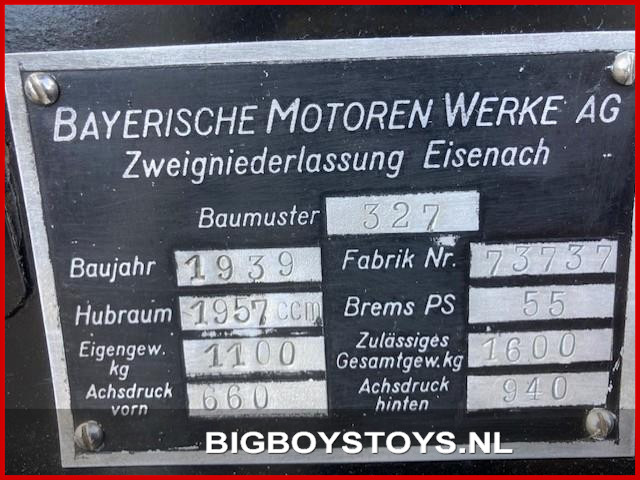 BAYERISCHE MOTOREN WERKE AG
Zweigniederlassung Eisenach
Baumuster 327
Baujahr 1939 Fabrik Nr. 73737
Hubraum 1957 ccm Brems PS 55
Eigengew. kg 1100 Zulässiges Gesamtgew. kg 1600
Achsdruck vorn 660 Achsdruck hinten 940
BIGBOYSTOYS.NL